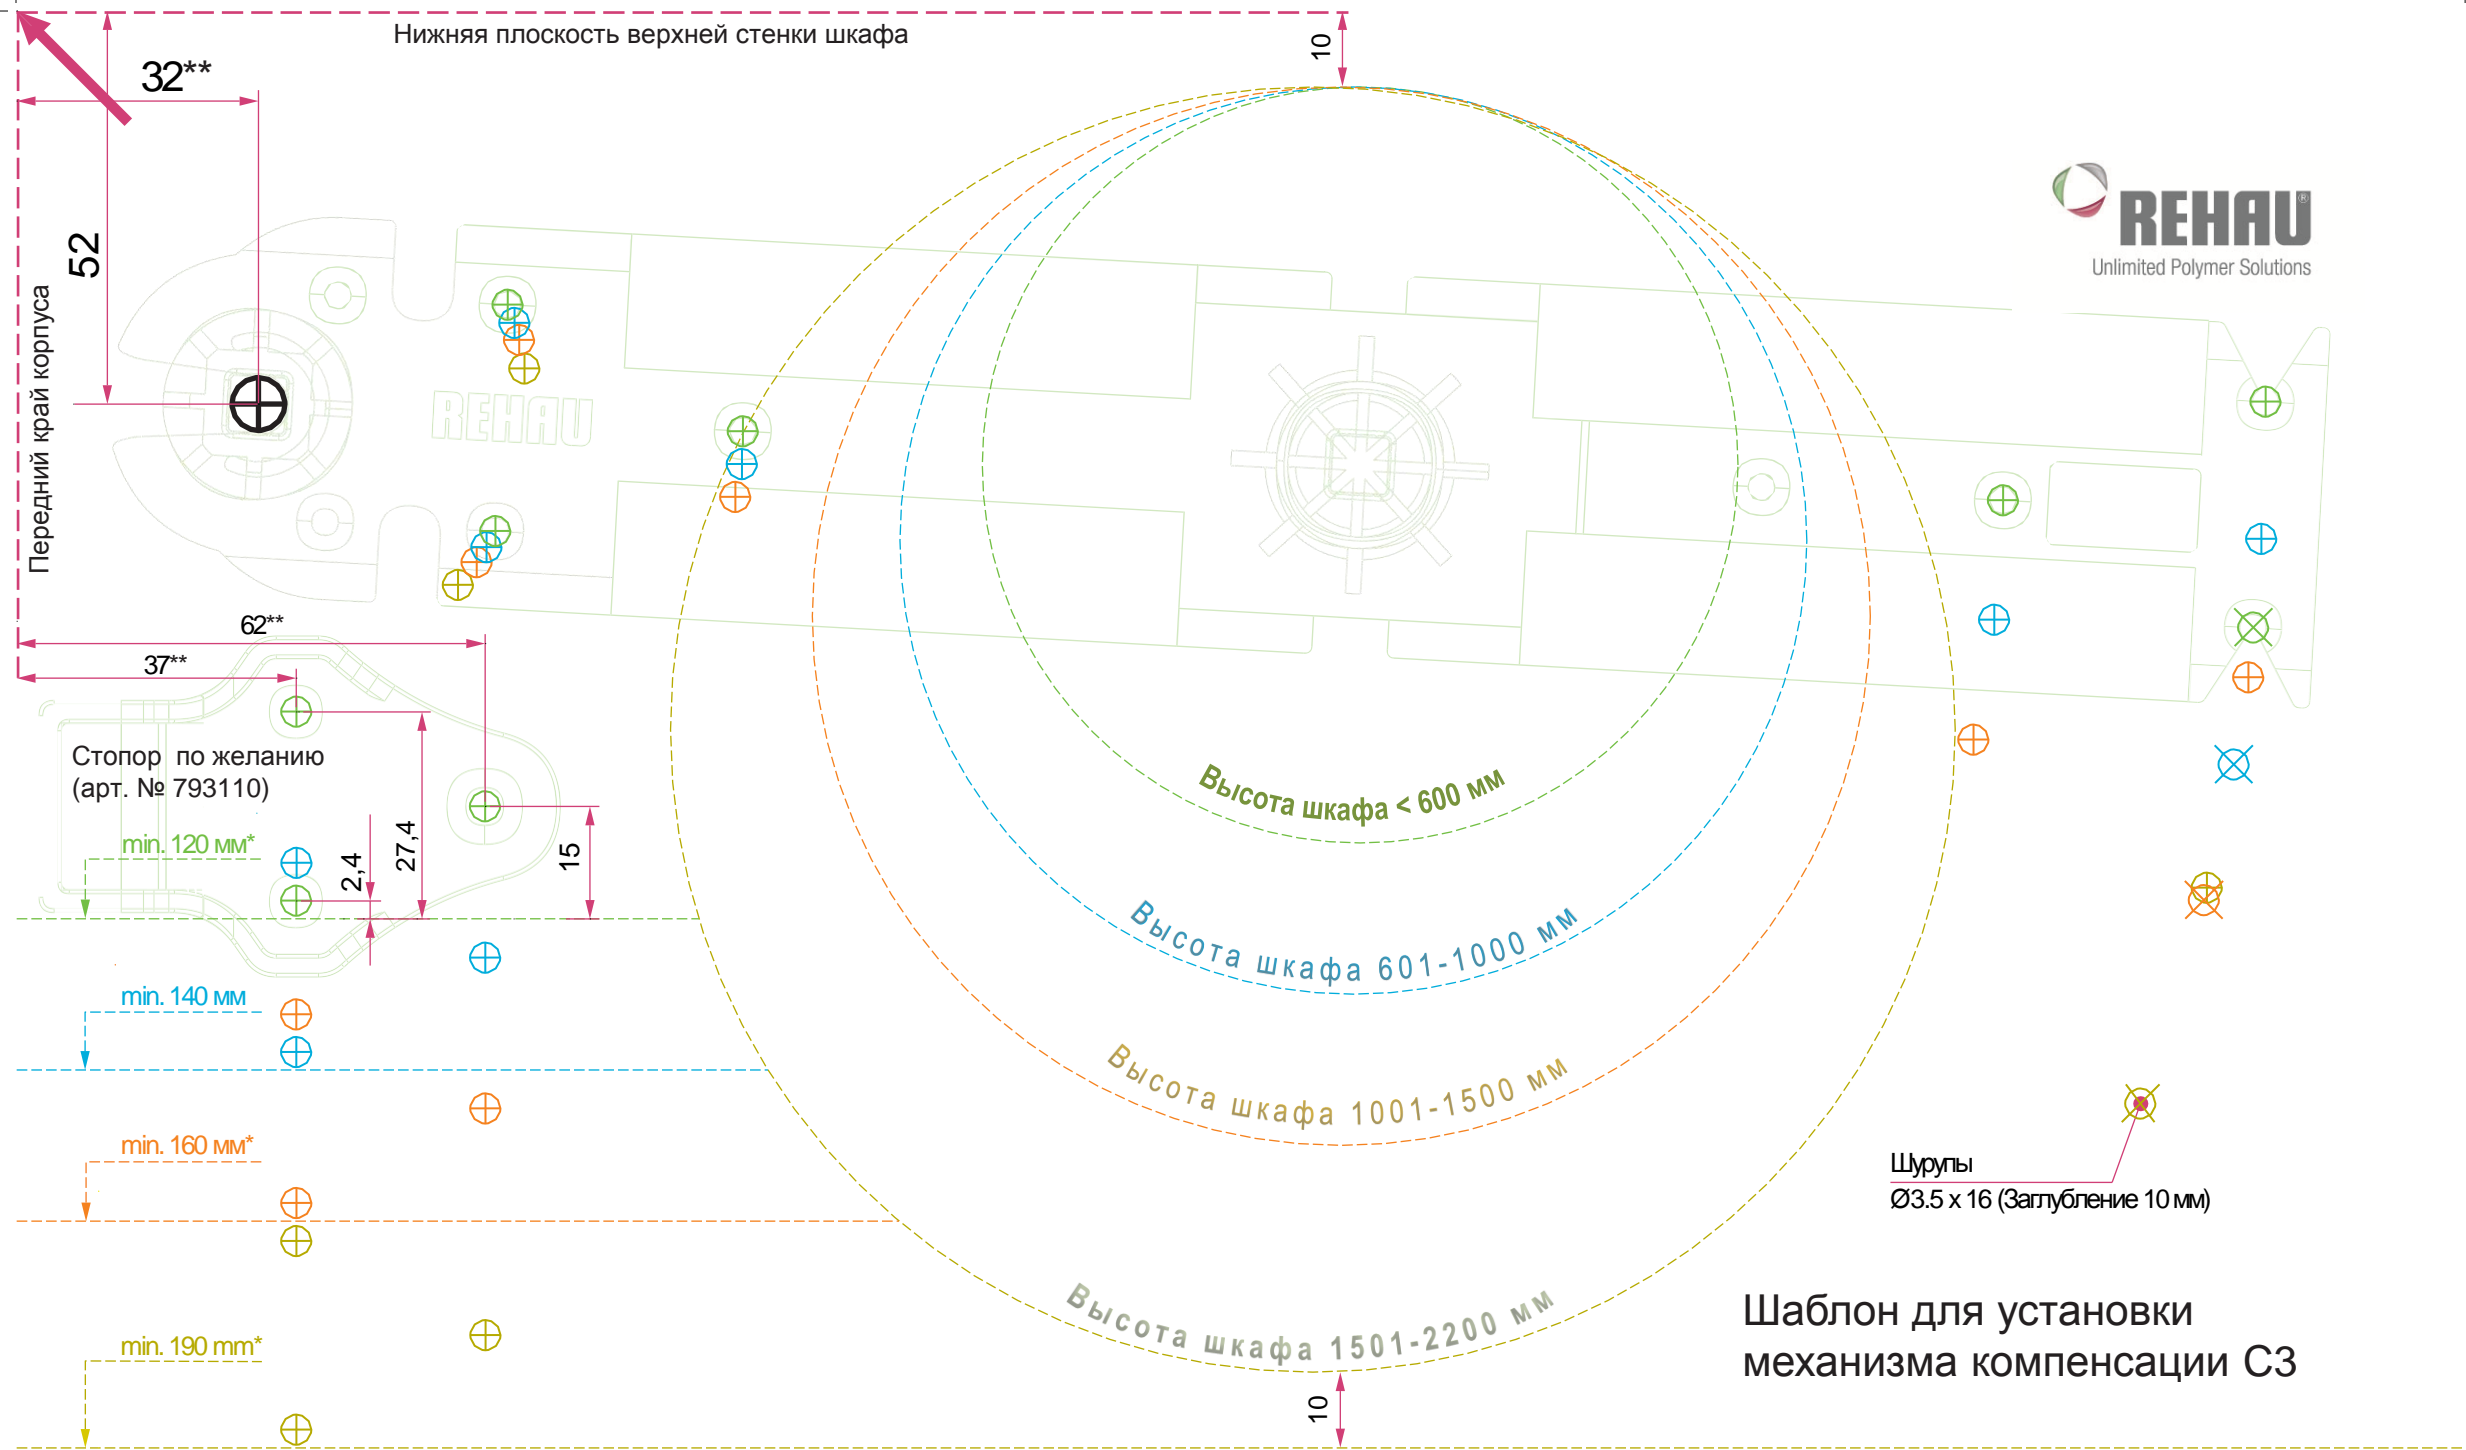 Нижняя плоскость верхней стенки шкафа
10
32**
52
Передний край корпуса
REHAU®
Unlimited Polymer Solutions
REHAU
62**
37**
Стопор по желанию
(арт. № 793110)
27,4
2,4
15
min. 120 мм*
min. 140 мм
min. 160 мм*
min. 190 mm*
Высота шкафа < 600 мм
Высота шкафа 601-1000 мм
Высота шкафа 1001-1500 мм
Высота шкафа 1501-2200 мм
10
Шурупы
Ø3.5 x 16 (Заглубление 10 мм)
Шаблон для установки
механизма компенсации С3